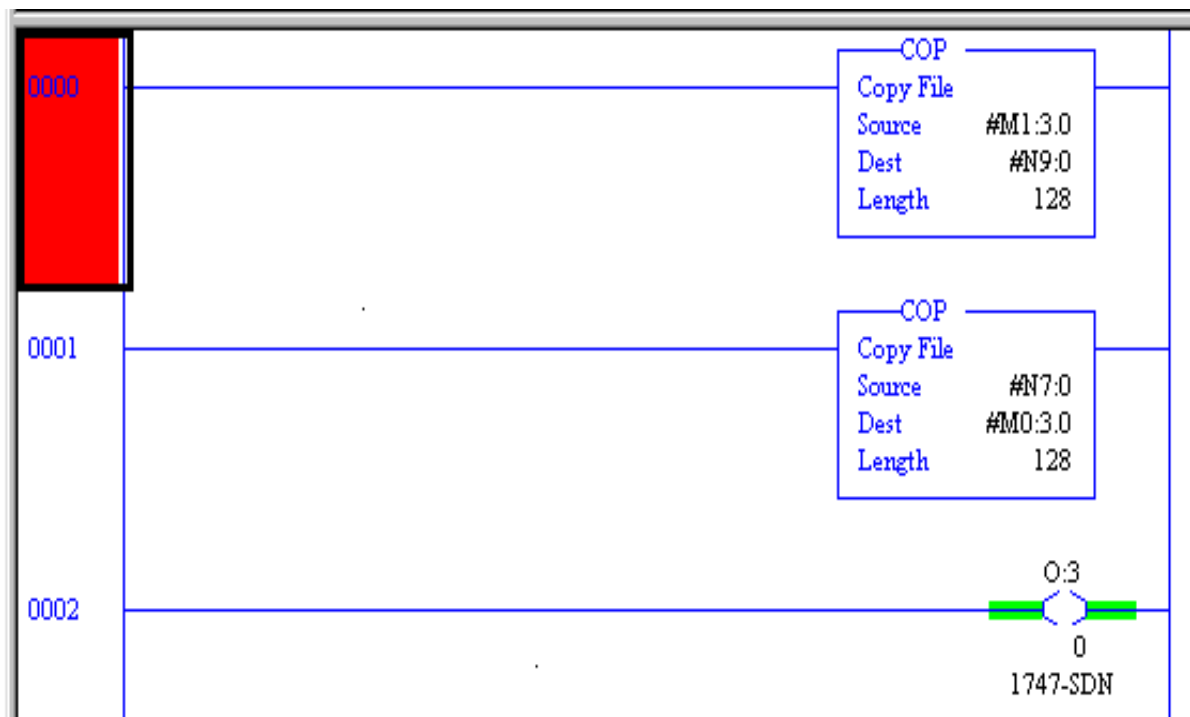 0000
COP
Copy File
Source #M1:3.0
Dest #N9:0
Length 128
0001
COP
Copy File
Source #N7:0
Dest #M0:3.0
Length 128
O:3
0002
0
1747-SDN